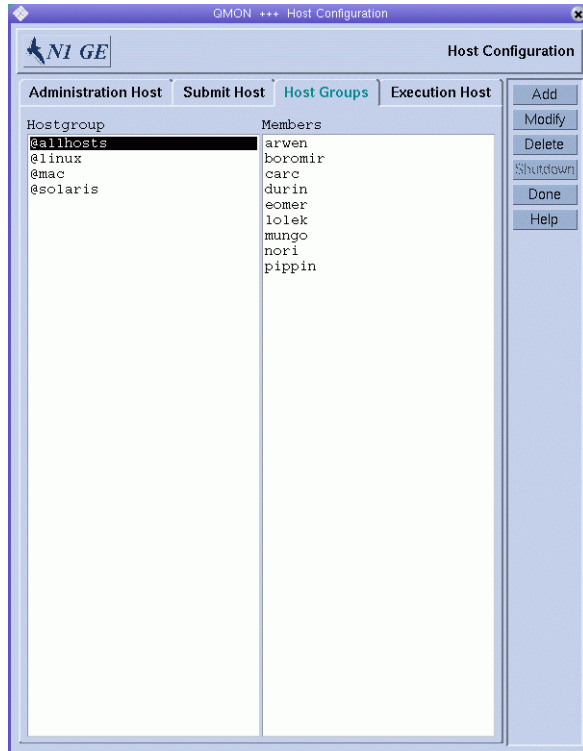 QMON +++ Host Configuration
N1 GE
Host Configuration
Administration Host Submit Host Host Groups Execution Host
Add
Modify
Delete
Shutdown
Done
Help
Hostgroup
@allhosts
@linux
@mac
@solaris
Members
arwen
boromir
carc
durin
eomer
lolek
mungo
nori
pippin